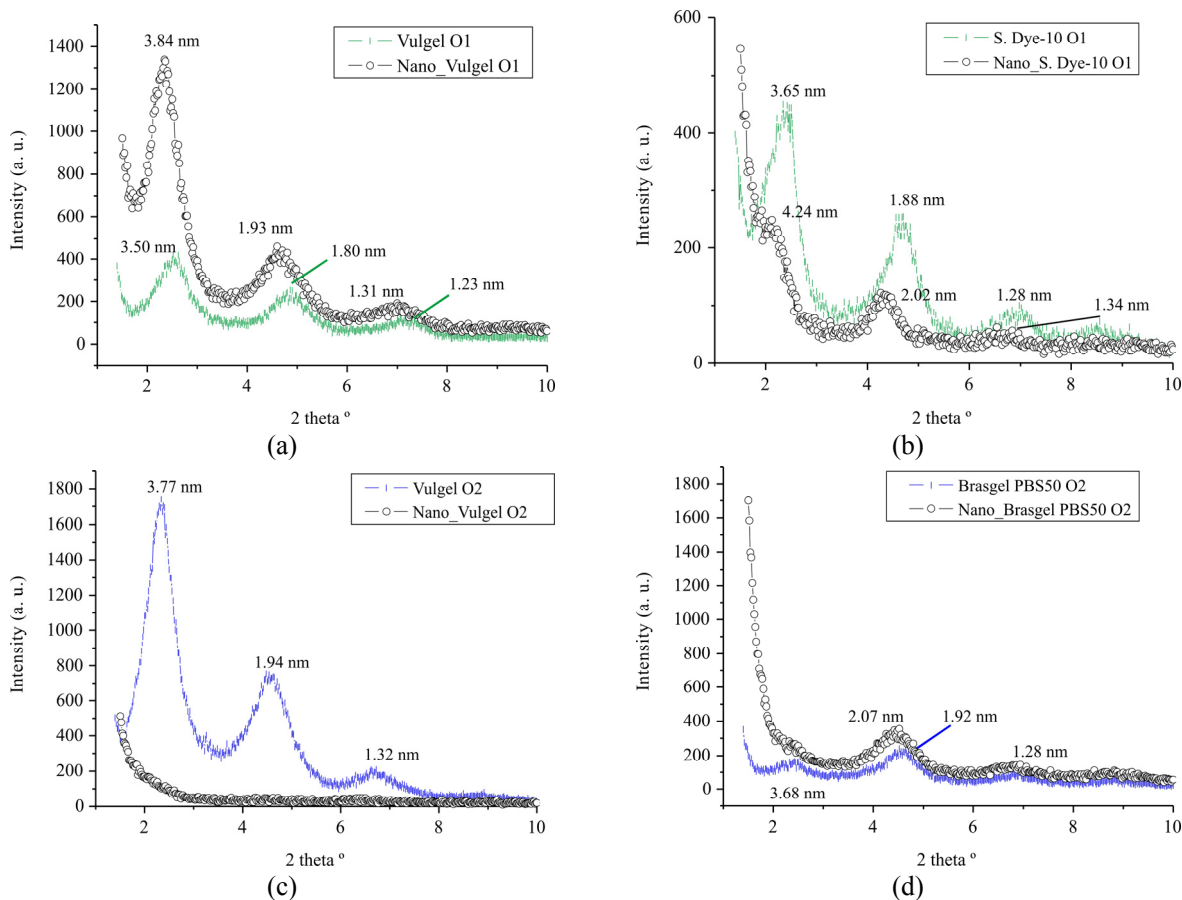 3.84 nm
Vulgel O1
Nano_Vulgel O1
1400
1200
1000
800
600
400
200
0
Intensity (a. u.)
3.50 nm
1.93 nm
1.80 nm
1.31 nm
1.23 nm
2 4 6 8 10
2 theta º
(a)
S. Dye-10 O1
Nano_S. Dye-10 O1
600
400
200
0
Intensity (a. u.)
3.65 nm
4.24 nm
1.88 nm
2.02 nm
1.28 nm
1.34 nm
2 4 6 8 10
2 theta º
(b)
3.77 nm
Vulgel O2
Nano_Vulgel O2
1800
1600
1400
1200
1000
800
600
400
200
0
Intensity (a. u.)
1.94 nm
1.32 nm
2 4 6 8 10
2 theta º
(c)
Brasgel PBS50 O2
Nano_Brasgel PBS50 O2
1800
1600
1400
1200
1000
800
600
400
200
0
Intensity (a. u.)
2.07 nm
1.92 nm
1.28 nm
3.68 nm
2 4 6 8 10
2 theta º
(d)